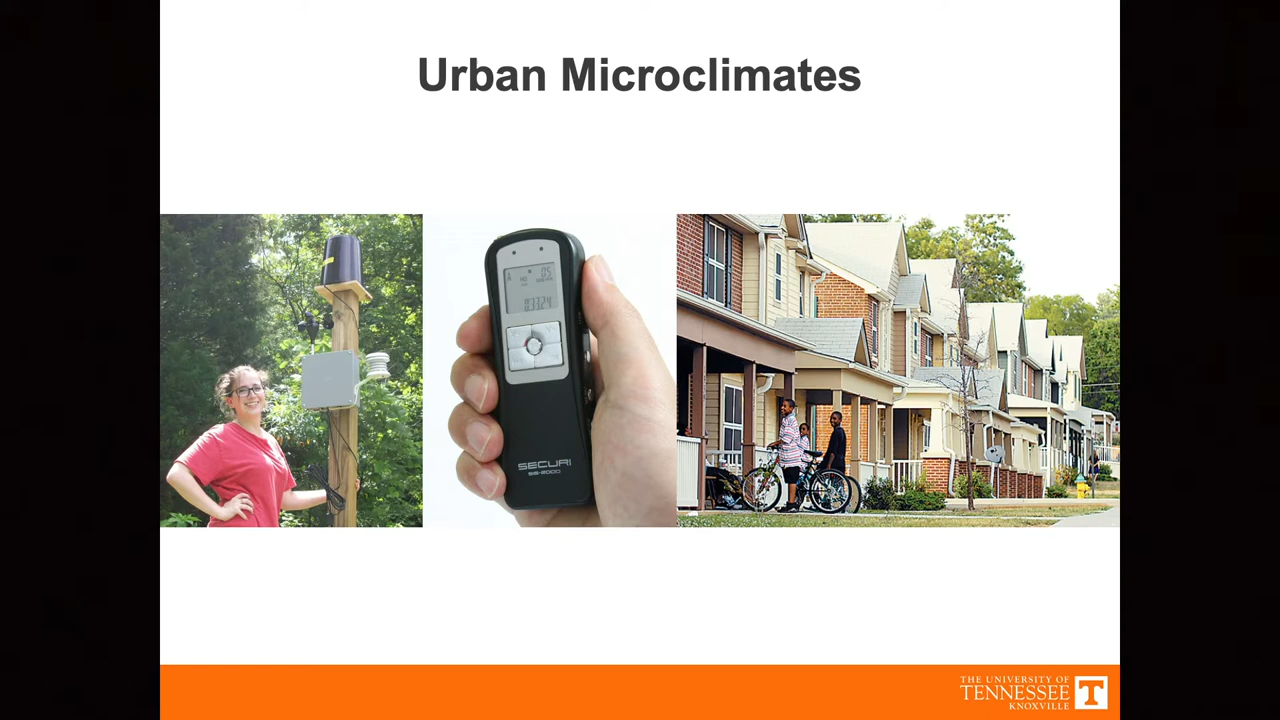 Urban Microclimates
SECURI
THE UNIVERSITY OF
TENNESSEE
KNOXVILLE
T